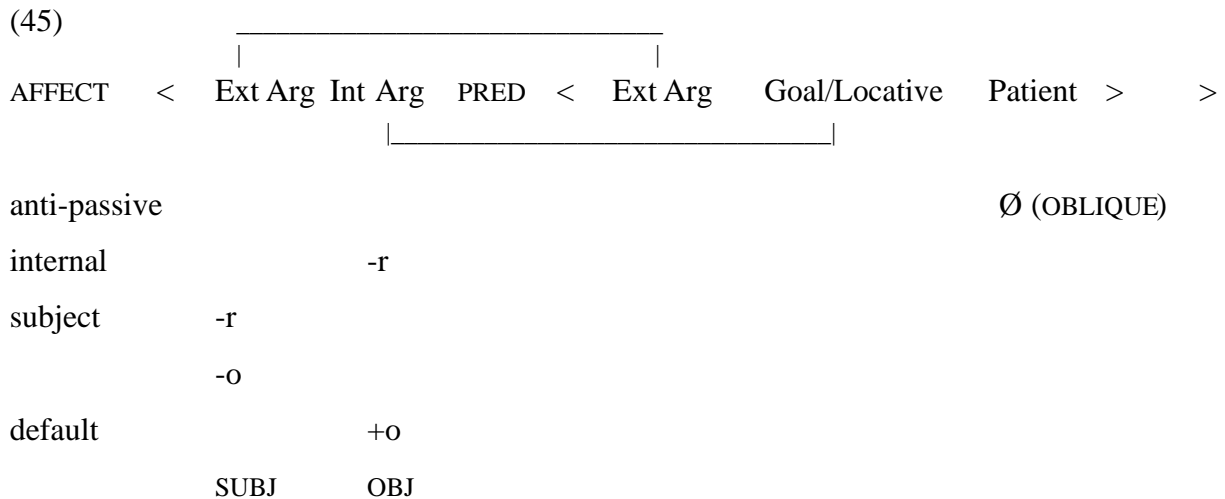 (45)
AFFECT < Ext Arg Int Arg PRED < Ext Arg Goal/Locative Patient > >
anti-passive Ø (OBLIQUE)
internal -r
subject -r
-o
default +o
SUBJ OBJ